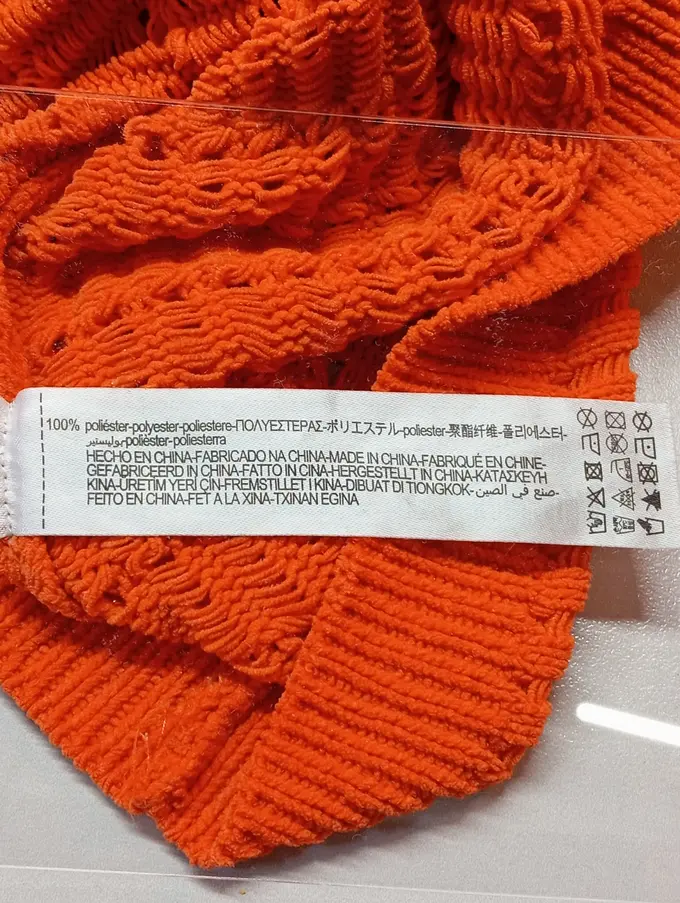 100% poliéster-polyester-poliestere-ΠΟΛΥΕΣΤΕΡΑΣ-ポリエステル-poliester-聚酯纤维-폴리에스터-
بوليستير-polièster-poliesterra
HECHO EN CHINA-FABRICADO NA CHINA-MADE IN CHINA-FABRIQUÉ EN CHINE-
GEFABRICEERD IN CHINA-FATTO IN CINA-HERGESTELLT IN CHINA-ΚΑΤΑΣΚΕΥΗ
ΚΙΝΑ-ÜRETİM YERİ ÇİN-FREMSTILLET I KINA-DIBUAT DI TIONGKOK-صنع في الصين-
FEITO EN CHINA-FET A LA XINA-TXINAN EGINA